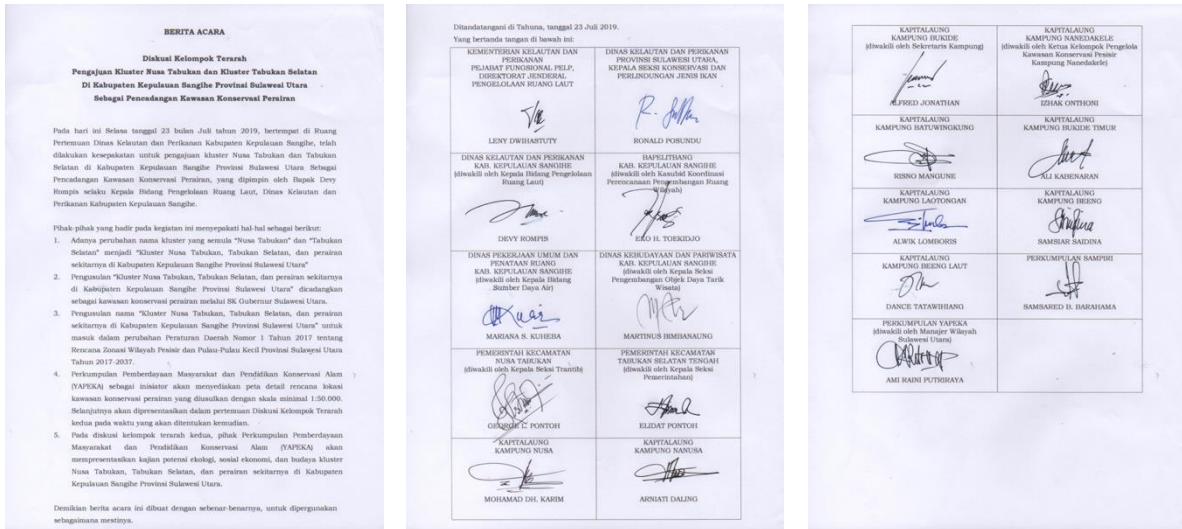 BERITA ACARA
Diskusi Kelompok Terarah
Pengajuan Kluster Nusa Tabukan dan Kluster Tabukan Selatan
Di Kabupaten Kepulauan Sangihe Provinsi Sulawesi Utara
Sebagai Pencadangan Kawasan Konservasi Perairan
Pada hari ini Selasa tanggal 23 bulan Juli tahun 2019, bertempat di Ruang
Pertemuan Dinas Kelautan dan Perikanan Kabupaten Kepulauan Sangihe, telah
dilakukan kesepakatan untuk pengajuan kluster Nusa Tabukan dan Tabukan
Selatan di Kabupaten Kepulauan Sangihe Provinsi Sulawesi Utara Sebagai
Pencadangan Kawasan Konservasi Perairan, yang dipimpin oleh Bapak Devy
Rompis selaku Kepala Bidang Pengelolaan Ruang Laut, Dinas Kelautan dan
Perikanan Kabupaten Kepulauan Sangihe.
Pihak-pihak yang hadir pada kegiatan ini menyepakati hal-hal sebagai berikut:
1. Adanya perubahan nama kluster yang semula "Nusa Tabukan" dan "Tabukan
Selatan" menjadi "Kluster Nusa Tabukan, Tabukan Selatan, dan perairan
sekitarnya di Kabupaten Kepulauan Sangihe Provinsi Sulawesi Utara"
2. Pengusulan "Kluster Nusa Tabukan, Tabukan Selatan, dan perairan sekitarnya
di Kabupaten Kepulauan Sangihe Provinsi Sulawesi Utara" dicadangkan
sebagai kawasan konservasi perairan melalui SK Gubernur Sulawesi Utara.
3. Pengusulan nama "Kluster Nusa Tabukan, Tabukan Selatan, dan perairan
sekitarnya di Kabupaten Kepulauan Sangihe Provinsi Sulawesi Utara" untuk
masuk dalam perubahan Peraturan Daerah Nomor 1 Tahun 2017 tentang
Rencana Zonasi Wilayah Pesisir dan Pulau-Pulau Kecil Provinsi Sulawesi Utara
Tahun 2017-2037.
4. Perkumpulan Pemberdayaan Masyarakat dan Pendidikan Konservasi Alam
(YAPEKA) sebagai inisiator akan menyediakan peta detail rencana lokasi
kawasan konservasi perairan yang diusulkan dengan skala minimal 1:50.000.
Selanjutnya akan dipresentasikan dalam pertemuan Diskusi Kelompok Terarah
kedua pada waktu yang akan ditentukan kemudian.
5. Pada diskusi kelompok terarah kedua, pihak Perkumpulan Pemberdayaan
Masyarakat dan Pendidikan Konservasi Alam (YAPEKA) akan
mempresentasikan kajian potensi ekologi, sosial ekonomi, dan budaya kluster
Nusa Tabukan, Tabukan Selatan, dan perairan sekitarnya di Kabupaten
Kepulauan Sangihe Provinsi Sulawesi Utara.
Demikian berita acara ini dibuat dengan sebenar-benarnya, untuk dipergunakan
sebagaimana mestinya.
Ditandatangani di Tahuna, tanggal 23 Juli 2019.
Yang bertanda tangan di bawah ini:
KEMENTERIAN KELAUTAN DAN
PERIKANAN
PEJABAT FUNGSIONAL PELP,
DIREKTORAT JENDERAL
PENGELOLAAN RUANG LAUT
LENY DWIHASTUTY
DINAS KELAUTAN DAN PERIKANAN
PROVINSI SULAWESI UTARA,
KEPALA SEKSI KONSERVASI DAN
PERLINDUNGAN JENIS IKAN
RONALD POSUNDU
DINAS KELAUTAN DAN PERIKANAN
KAB. KEPULAUAN SANGIHE
(diwakili oleh Kepala Bidang Pengelolaan
Ruang Laut)
DEVY ROMPIS
BAPELITBANG
KAB. KEPULAUAN SANGIHE
(diwakili oleh Kasubid Koordinasi
Perencanaan Pengembangan Ruang
Wilayah)
EKO H. TOEKIDJO
DINAS PEKERJAAN UMUM DAN
PENATAAN RUANG
KAB. KEPULAUAN SANGIHE
(diwakili oleh Kepala Bidang
Sumber Daya Air)
MARIANA S. KUHEBA
DINAS KEBUDAYAAN DAN PARIWISATA
KAB. KEPULAUAN SANGIHE
(diwakili oleh Kepala Seksi
Pengembangan Objek Daya Tarik
Wisata)
MARTINUS BIMBANAUNG
PEMERINTAH KECAMATAN
NUSA TABUKAN
(diwakili oleh Kepala Seksi Trantib)
GEORGE L. PONTOH
PEMERINTAH KECAMATAN
TABUKAN SELATAN TENGAH
(diwakili oleh Kepala Seksi
Pemerintahan)
ELIDAT PONTOH
KAPITALAUNG
KAMPUNG NUSA
MOHAMAD DH. KARIM
KAPITALAUNG
KAMPUNG NANUSA
ARNIATI DALING
KAPITALAUNG
KAMPUNG BUKIDE
(diwakili oleh Sekretaris Kampung)
ALFRED JONATHAN
KAPITALAUNG
KAMPUNG NANEDAKELE
(diwakili oleh Ketua Kelompok Pengelola
Kawasan Konservasi Pesisir
Kampung Nanedakele)
IZHAK ONTHONI
KAPITALAUNG
KAMPUNG BATUWINGKUNG
RISNO MANGUNE
KAPITALAUNG
KAMPUNG BUKIDE TIMUR
ALI KABENARAN
KAPITALAUNG
KAMPUNG LAOTONGAN
ALWIK LOMBORIS
KAPITALAUNG
KAMPUNG BEENG
SAMSIAR SAIDINA
KAPITALAUNG
KAMPUNG BEENG LAUT
DANCE TATAWIHIANG
PERKUMPULAN SAMPIRI
SAMSARED B. BARAHAMA
PERKUMPULAN YAPEKA
(diwakili oleh Manajer Wilayah
Sulawesi Utara)
AMI RAINI PUTRIRAYA